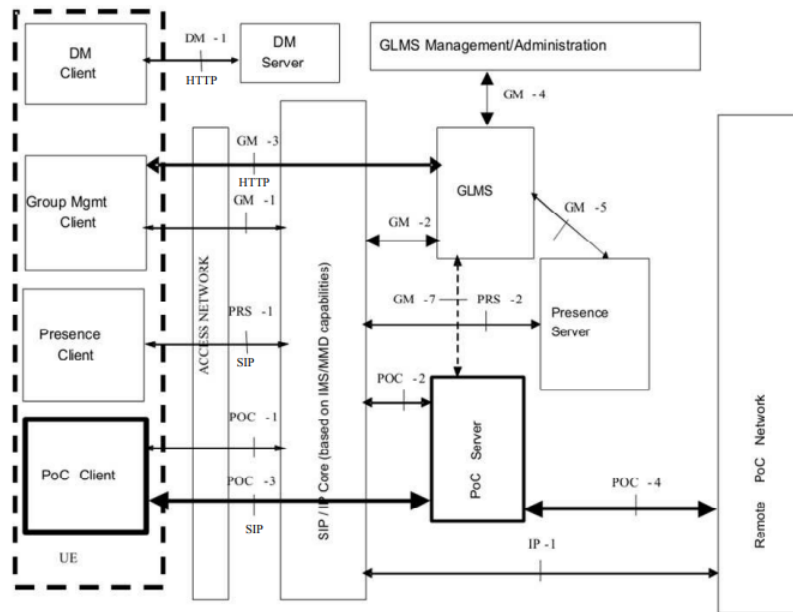 DM
Client
DM -1
HTTP
DM
Server
GLMS Management/Administration
GM -4
GM -3
HTTP
GLMS
Group Mgmt
Client
GM -1
GM -2
GM -5
ACCESS NETWORK
SIP / IP Core (based on IMS/MMD capabilities)
Presence
Client
PRS -1
SIP
GM -7
PRS -2
Presence
Server
POC -2
PoC Client
POC -1
POC -3
SIP
PoC Server
POC -4
IP -1
Remote PoC Network
UE